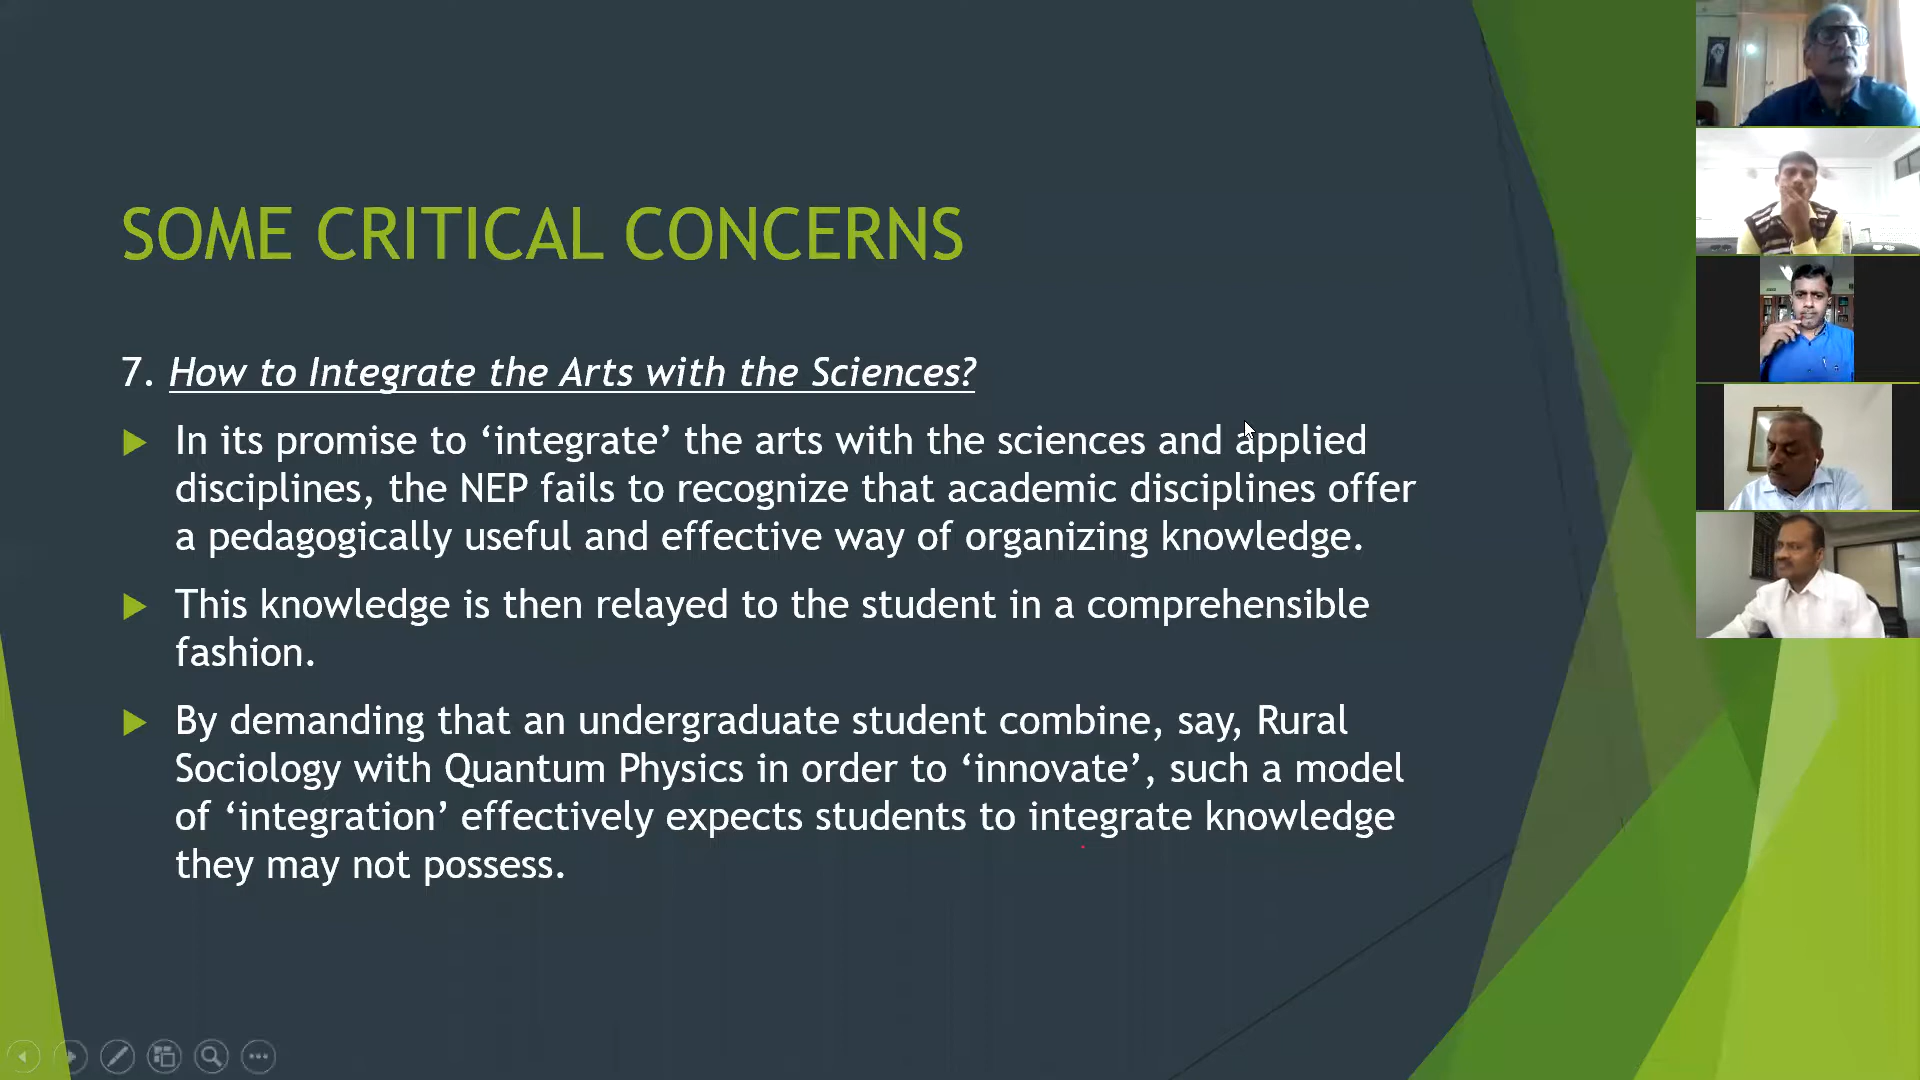 SOME CRITICAL CONCERNS
7. How to Integrate the Arts with the Sciences?
In its promise to ‘integrate’ the arts with the sciences and applied
disciplines, the NEP fails to recognize that academic disciplines offer
a pedagogically useful and effective way of organizing knowledge.
This knowledge is then relayed to the student in a comprehensible
fashion.
By demanding that an undergraduate student combine, say, Rural
Sociology with Quantum Physics in order to ‘innovate’, such a model
of ‘integration’ effectively expects students to integrate knowledge
they may not possess.